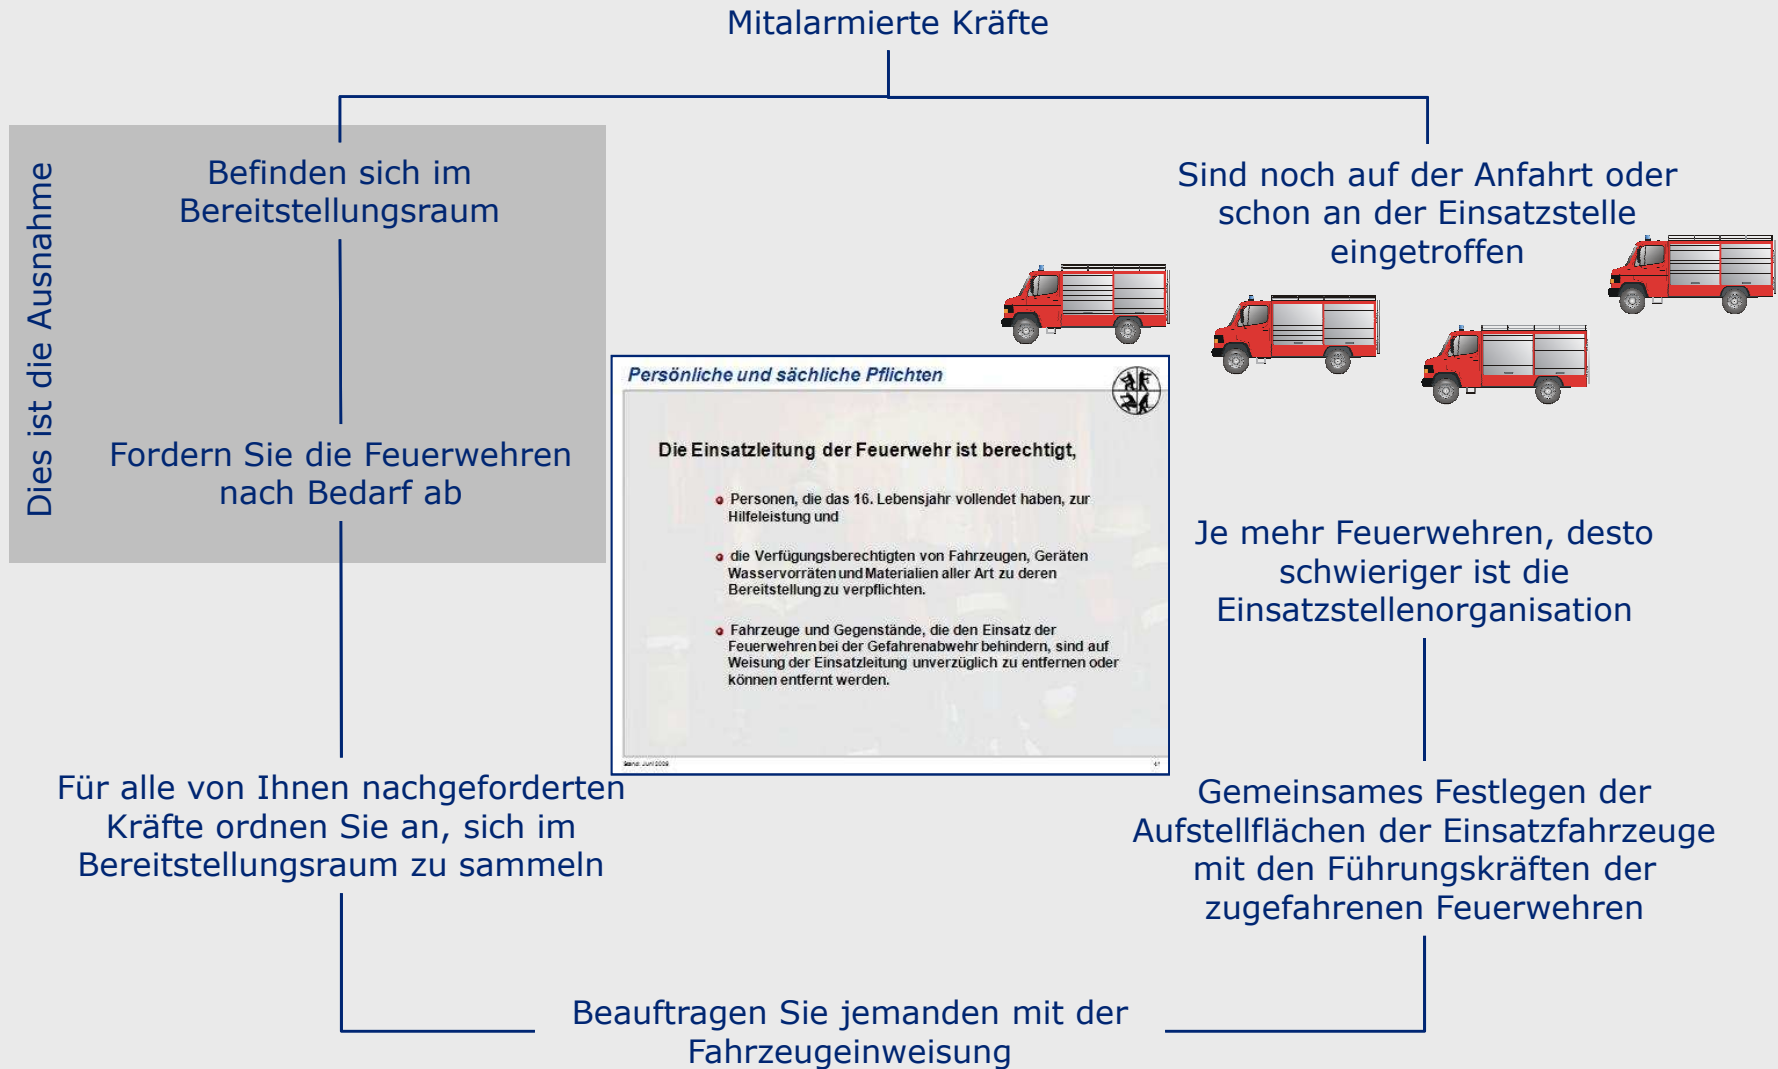 Mitalarmierte Kräfte
Dies ist die Ausnahme
Befinden sich im
Bereitstellungsraum
Fordern Sie die Feuerwehren
nach Bedarf ab
Für alle von Ihnen nachgeforderten
Kräfte ordnen Sie an, sich im
Bereitstellungsraum zu sammeln
Persönliche und sächliche Pflichten
Die Einsatzleitung der Feuerwehr ist berechtigt,
Personen, die das 16. Lebensjahr vollendet haben, zur
Hilfeleistung und
die Verfügungsberechtigten von Fahrzeugen, Geräten
Wasservorräten und Materialien aller Art zu deren
Bereitstellung zu verpflichten.
Fahrzeuge und Gegenstände, die den Einsatz der
Feuerwehren bei der Gefahrenabwehr behindern, sind auf
Weisung der Einsatzleitung unverzüglich zu entfernen oder
können entfernt werden.
Sind noch auf der Anfahrt oder
schon an der Einsatzstelle
eingetroffen
Je mehr Feuerwehren, desto
schwieriger ist die
Einsatzstellenorganisation
Gemeinsames Festlegen der
Aufstellflächen der Einsatzfahrzeuge
mit den Führungskräften der
zugefahrenen Feuerwehren
Beauftragen Sie jemanden mit der
Fahrzeugeinweisung